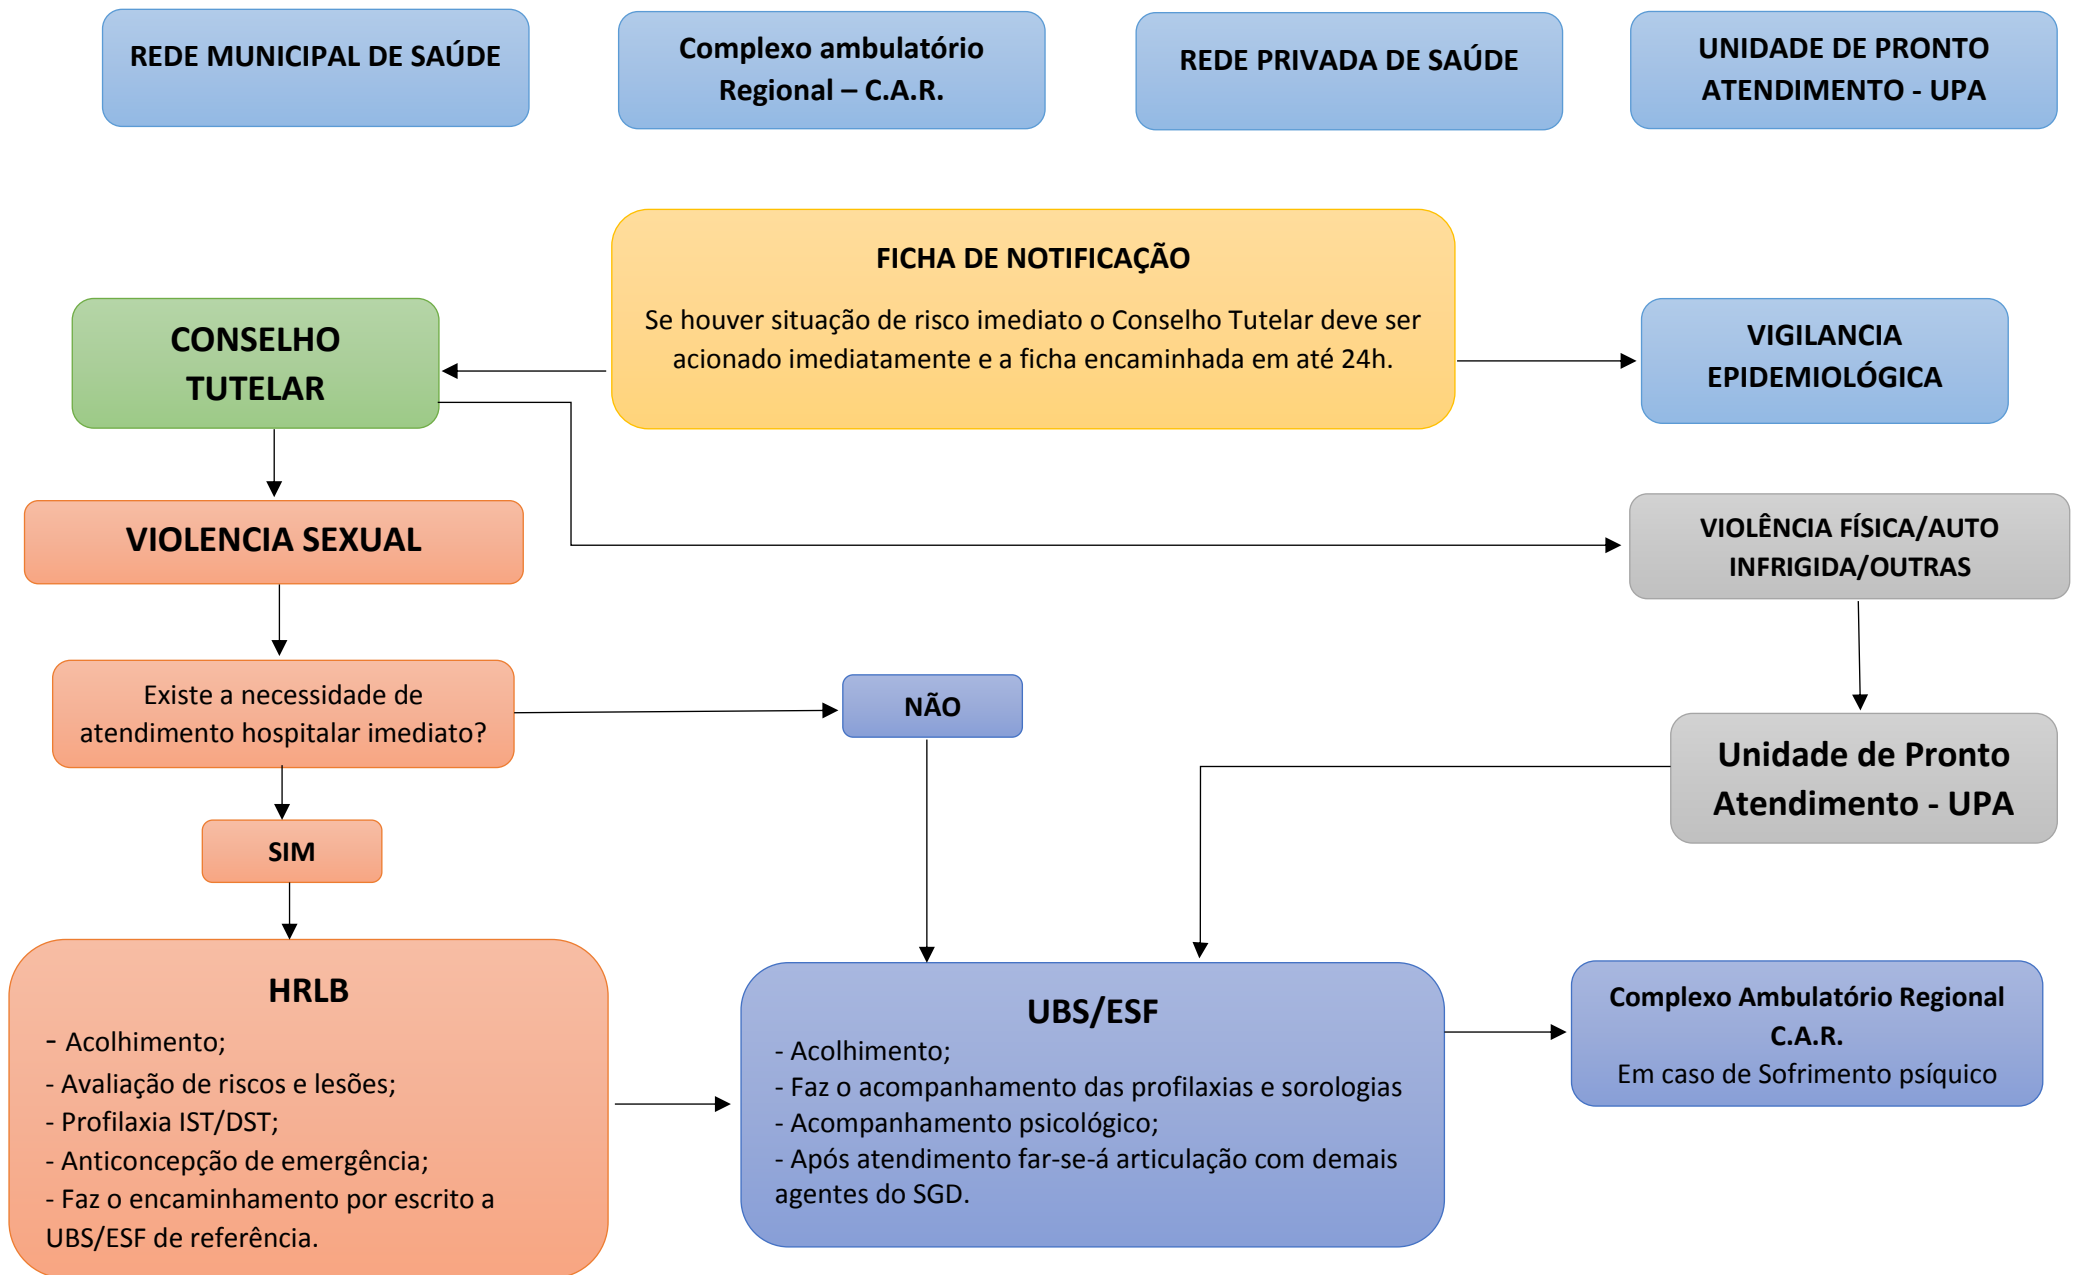 REDE MUNICIPAL DE SAÚDE
Complexo ambulatório
Regional – C.A.R.
REDE PRIVADA DE SAÚDE
UNIDADE DE PRONTO
ATENDIMENTO - UPA
FICHA DE NOTIFICAÇÃO
Se houver situação de risco imediato o Conselho Tutelar deve ser
acionado imediatamente e a ficha encaminhada em até 24h.
CONSELHO
TUTELAR
VIGILANCIA
EPIDEMIOLÓGICA
VIOLENCIA SEXUAL
VIOLÊNCIA FÍSICA/AUTO
INFRIGIDA/OUTRAS
Existe a necessidade de
atendimento hospitalar imediato?
NÃO
Unidade de Pronto
Atendimento - UPA
SIM
HRLB
- Acolhimento;
- Avaliação de riscos e lesões;
- Profilaxia IST/DST;
- Anticoncepção de emergência;
- Faz o encaminhamento por escrito a
UBS/ESF de referência.
UBS/ESF
- Acolhimento;
- Faz o acompanhamento das profilaxias e sorologias
- Acompanhamento psicológico;
- Após atendimento far-se-á articulação com demais
agentes do SGD.
Complexo Ambulatório Regional
C.A.R.
Em caso de Sofrimento psíquico